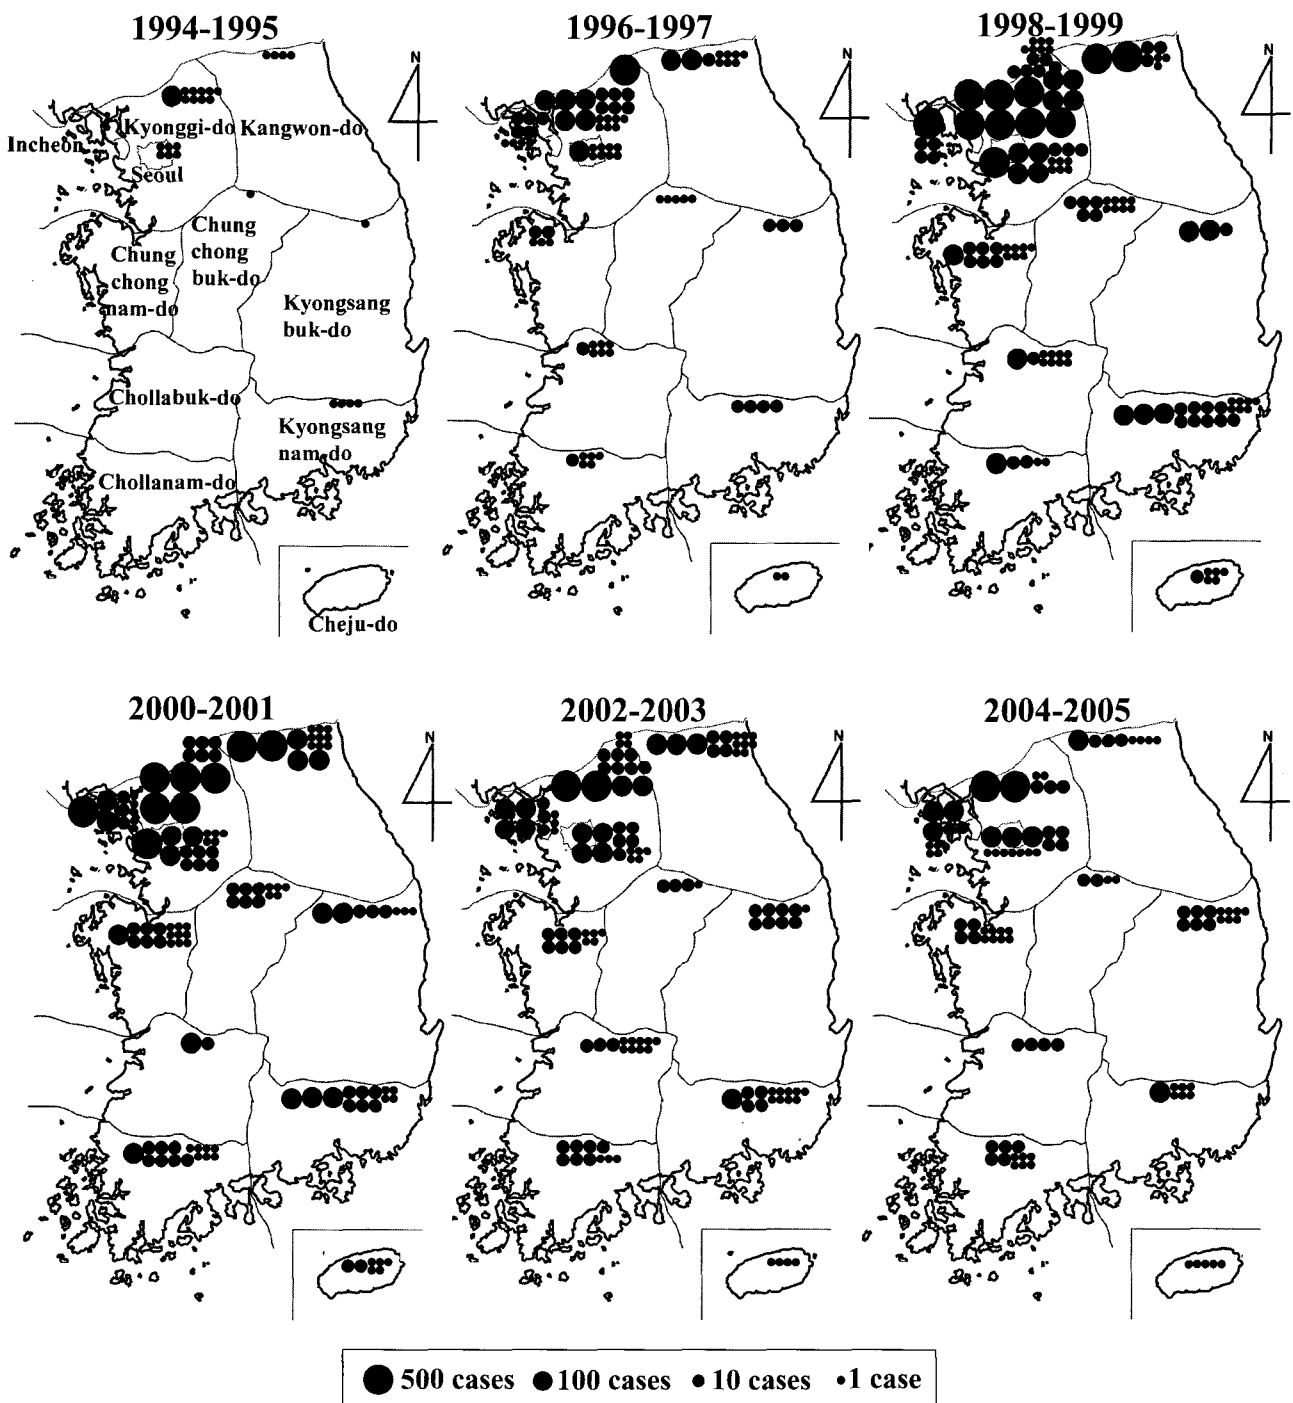 1994-1995
1996-1997
1998-1999
N
N
N
Kyonggi-do
Kangwon-do
Incheon
Seoul
Chung
chong
buk-do
Chung
chong
nam-do
Kyongsang
buk-do
Chollabuk-do
Kyongsang
nam-do
Chollanam-do
Cheju-do
2000-2001
2002-2003
2004-2005
N
N
N
500 cases
100 cases
10 cases
1 case